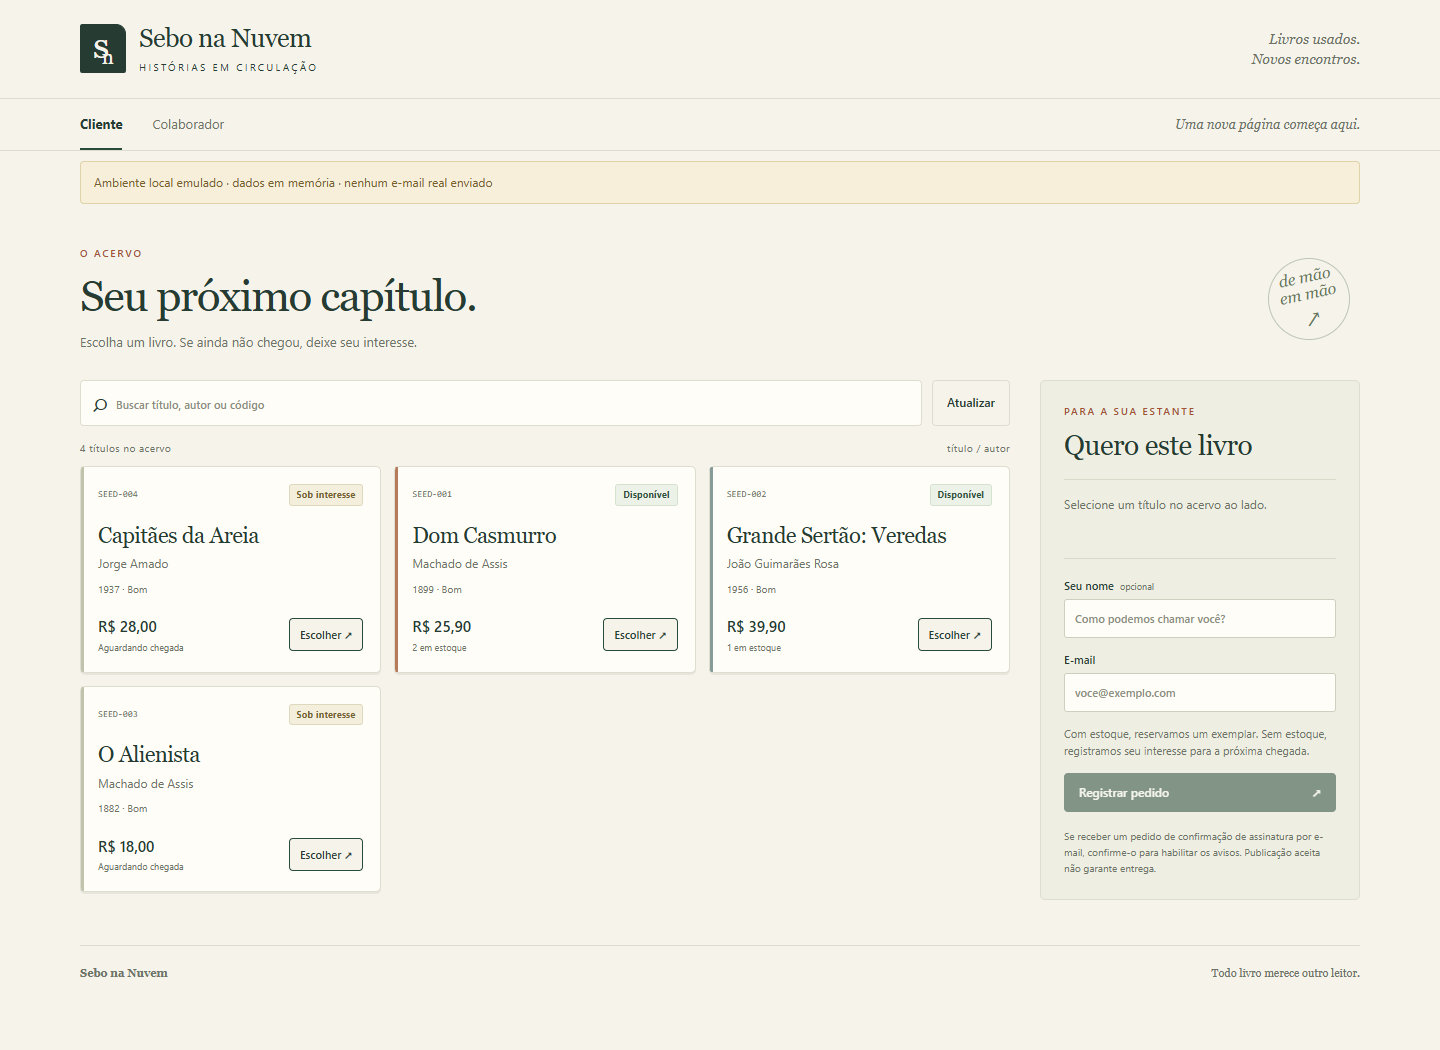 Sn
Sebo na Nuvem
HISTÓRIAS EM CIRCULAÇÃO
Livros usados.
Novos encontros.
Cliente
Colaborador
Uma nova página começa aqui.
Ambiente local emulado · dados em memória · nenhum e-mail real enviado
O ACERVO
Seu próximo capítulo.
Escolha um livro. Se ainda não chegou, deixe seu interesse.
de mão
em mão
↗
Buscar título, autor ou código
Atualizar
4 títulos no acervo
título / autor
SEED-004
Sob interesse
Capitães da Areia
Jorge Amado
1937 · Bom
R$ 28,00
Aguardando chegada
Escolher ↗
SEED-001
Disponível
Dom Casmurro
Machado de Assis
1899 · Bom
R$ 25,90
2 em estoque
Escolher ↗
SEED-002
Disponível
Grande Sertão: Veredas
João Guimarães Rosa
1956 · Bom
R$ 39,90
1 em estoque
Escolher ↗
SEED-003
Sob interesse
O Alienista
Machado de Assis
1882 · Bom
R$ 18,00
Aguardando chegada
Escolher ↗
PARA A SUA ESTANTE
Quero este livro
Selecione um título no acervo ao lado.
Seu nome opcional
Como podemos chamar você?
E-mail
voce@exemplo.com
Com estoque, reservamos um exemplar. Sem estoque,
registramos seu interesse para a próxima chegada.
Registrar pedido ↗
Se receber um pedido de confirmação de assinatura por e-
mail, confirme-o para habilitar os avisos. Publicação aceita
não garante entrega.
Sebo na Nuvem
Todo livro merece outro leitor.